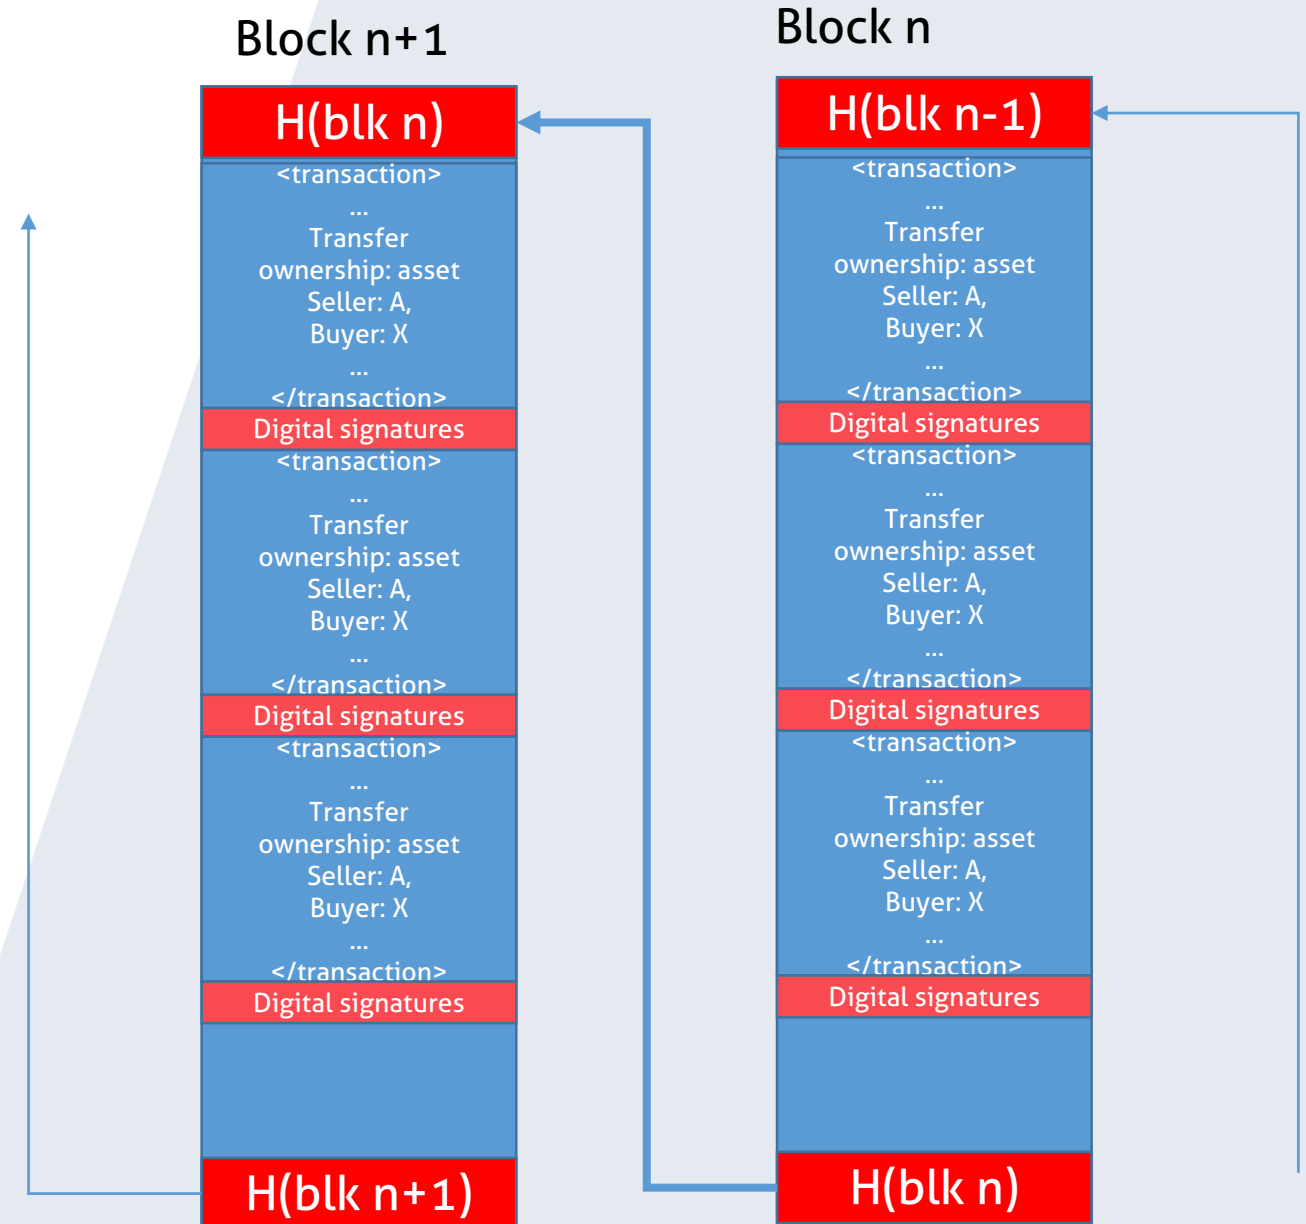 Block n+1
H(blk n)
<transaction>
...
Transfer
ownership: asset
Seller: A,
Buyer: X
...
</transaction>
Digital signatures
<transaction>
...
Transfer
ownership: asset
Seller: A,
Buyer: X
...
</transaction>
Digital signatures
<transaction>
...
Transfer
ownership: asset
Seller: A,
Buyer: X
...
</transaction>
Digital signatures
H(blk n+1)
Block n
H(blk n-1)
<transaction>
...
Transfer
ownership: asset
Seller: A,
Buyer: X
...
</transaction>
Digital signatures
<transaction>
...
Transfer
ownership: asset
Seller: A,
Buyer: X
...
</transaction>
Digital signatures
<transaction>
...
Transfer
ownership: asset
Seller: A,
Buyer: X
...
</transaction>
Digital signatures
H(blk n)